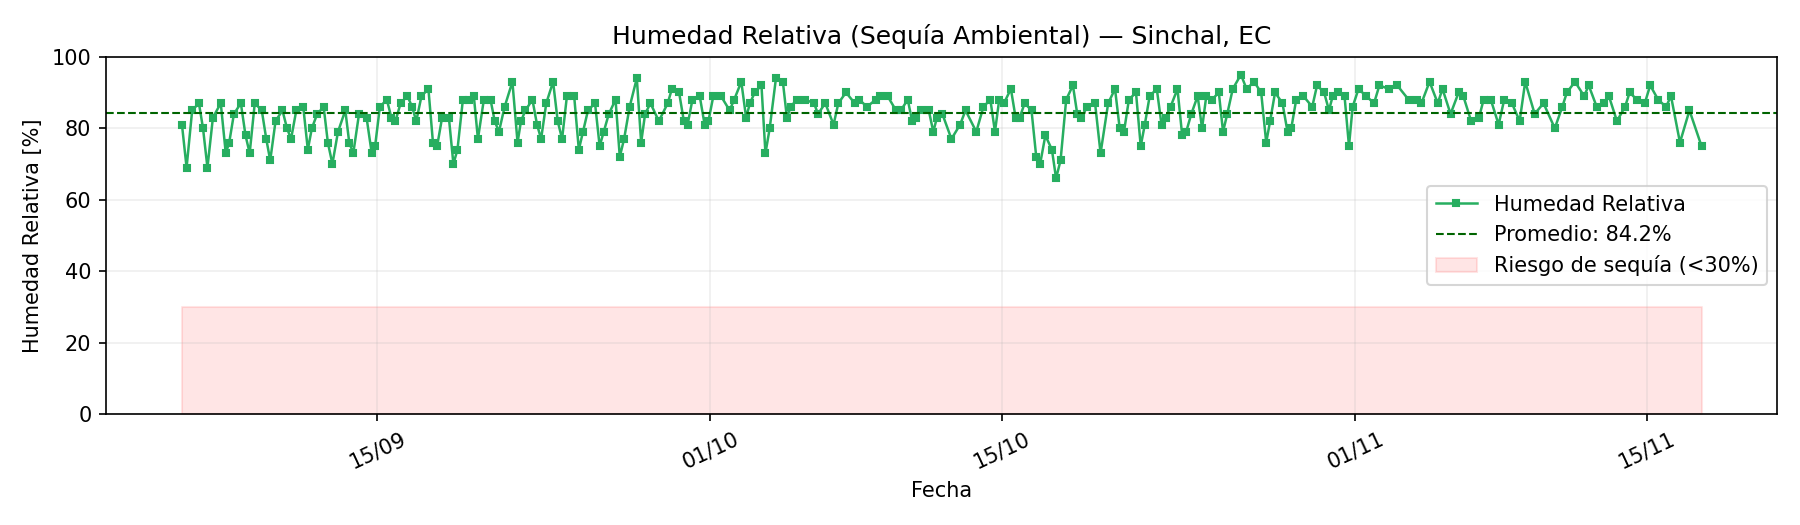 Humedad Relativa (Sequía Ambiental) — Sinchal, EC
Humedad Relativa [%]
100
80
60
40
20
0
Humedad Relativa
Promedio: 84.2%
Riesgo de sequía (<30%)
15/09
01/10
15/10
01/11
15/11
Fecha